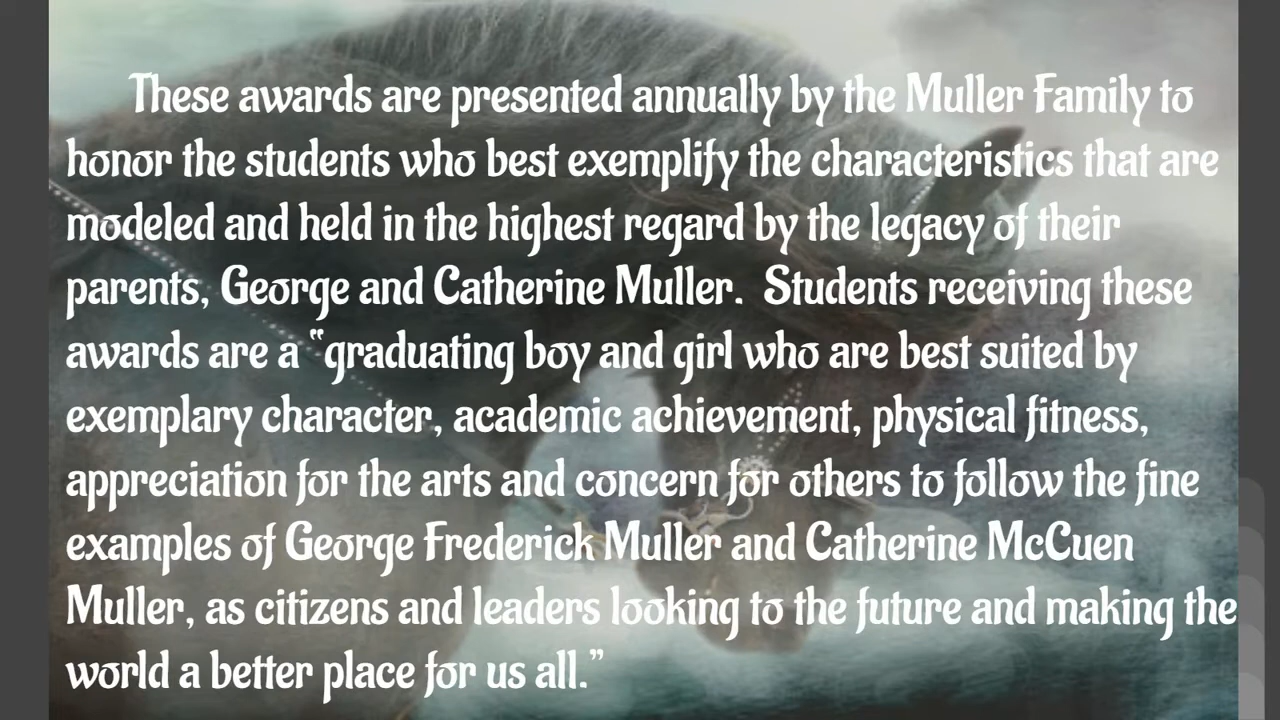 These awards are presented annually by the Muller Family to
honor the students who best exemplify the characteristics that are
modeled and held in the highest regard by the legacy of their
parents, George and Catherine Muller.  Students receiving these
awards are a “graduating boy and girl who are best suited by
exemplary character, academic achievement, physical fitness,
appreciation for the arts and concern for others to follow the fine
examples of George Frederick Muller and Catherine McCuen
Muller, as citizens and leaders looking to the future and making the
world a better place for us all.”